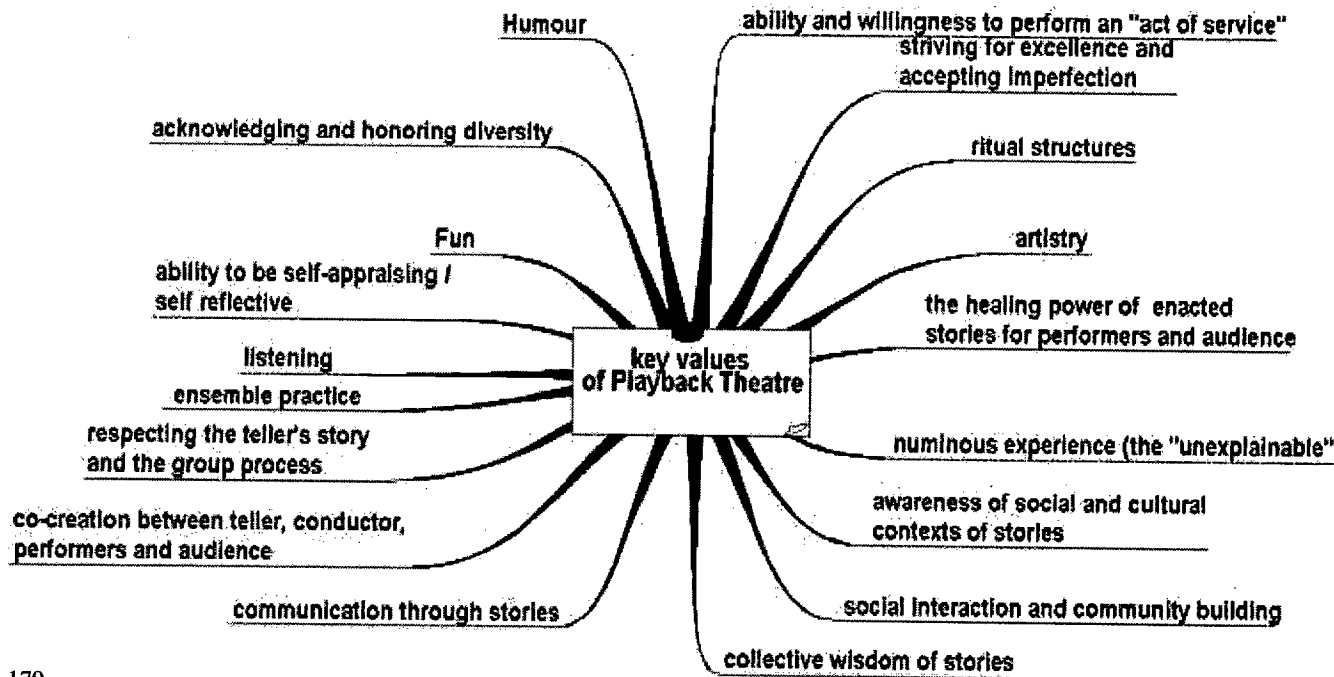 Humour
ability and willingness to perform an "act of service"
striving for excellence and
accepting imperfection
acknowledging and honoring diversity
ritual structures
Fun
artistry
ability to be self-appraising /
self reflective
the healing power of enacted
stories for performers and audience
key values
of Playback Theatre
listening
ensemble practice
respecting the teller's story
and the group process
numinous experience (the "unexplainable"
awareness of social and cultural
contexts of stories
co-creation between teller, conductor,
performers and audience
communication through stories
social interaction and community building
collective wisdom of stories